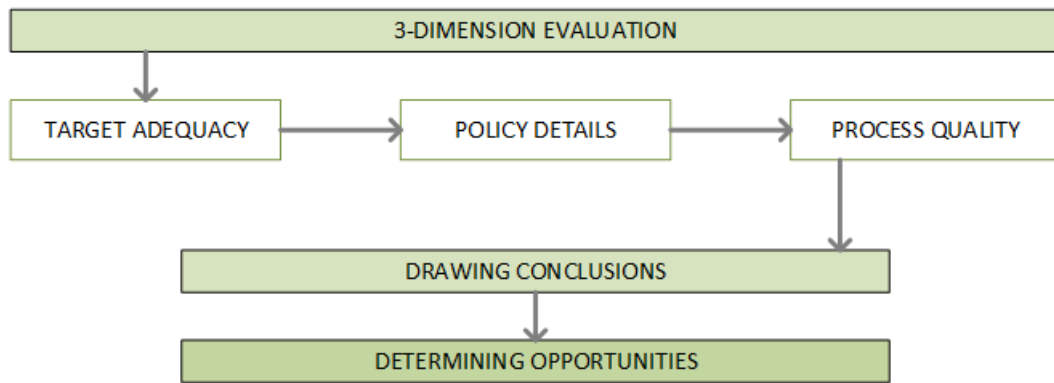 3-DIMENSION EVALUATION
TARGET ADEQUACY
POLICY DETAILS
PROCESS QUALITY
DRAWING CONCLUSIONS
DETERMINING OPPORTUNITIES